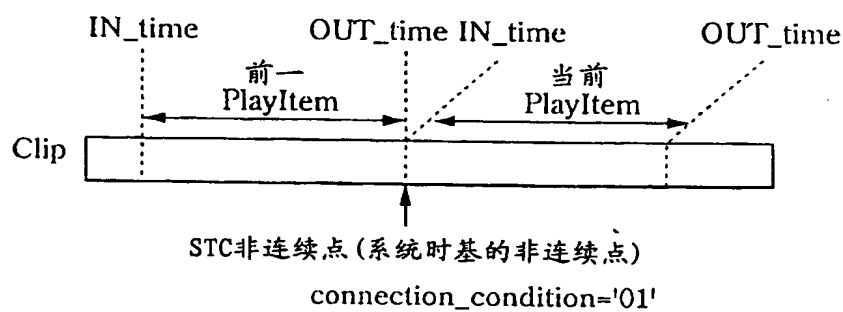 IN_time OUT_time IN_time OUT_time
前一 当前
PlayItem PlayItem
Clip
STC非连续点(系统时基的非连续点)
connection_condition='01'